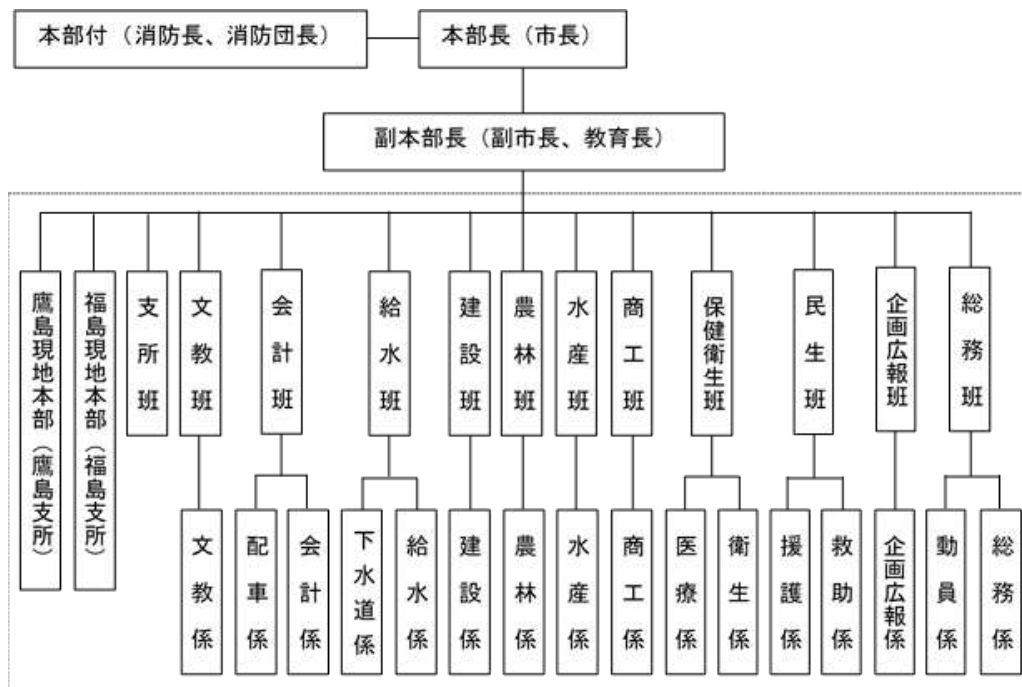 本部付（消防長、消防団長）
本部長（市長）
副本部長（副市長、教育長）
鷹島現地本部（鷹島支所）
福島現地本部（福島支所）
支所班
文教班
会計班
給水班
建設班
農林班
水産班
商工班
保健衛生班
民生班
企画広報班
総務班
文教係
配車係
会計係
下水道係
給水係
建設係
農林係
水産係
商工係
医療係
衛生係
援護係
救助係
企画広報係
動員係
総務係